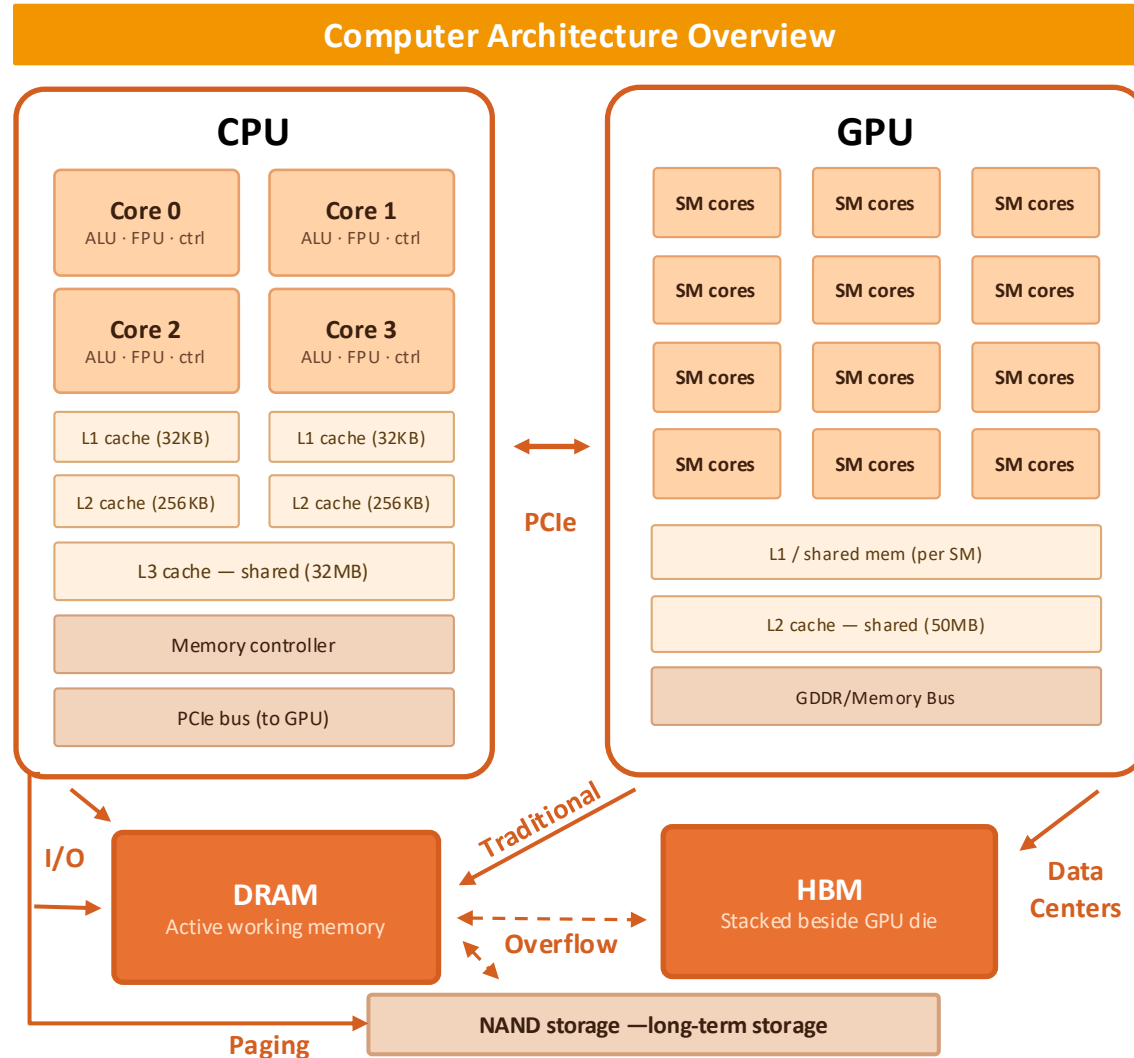 Computer Architecture Overview
CPU
Core 0
ALU · FPU · ctrl
Core 1
ALU · FPU · ctrl
Core 2
ALU · FPU · ctrl
Core 3
ALU · FPU · ctrl
L1 cache (32KB)
L1 cache (32KB)
L2 cache (256KB)
L2 cache (256KB)
L3 cache — shared (32MB)
Memory controller
PCIe bus (to GPU)
PCIe
GPU
SM cores
SM cores
SM cores
SM cores
SM cores
SM cores
SM cores
SM cores
SM cores
SM cores
SM cores
SM cores
L1 / shared mem (per SM)
L2 cache — shared (50MB)
GDDR/Memory Bus
I/O
Traditional
Data
Centers
DRAM
Active working memory
Overflow
HBM
Stacked beside GPU die
NAND storage —long-term storage
Paging